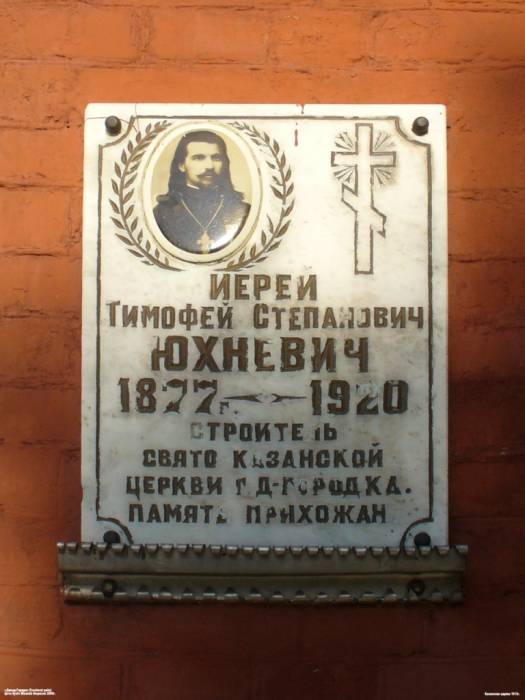 ИЕРЕЙ
ТИМОФЕЙ СТЕПАНОВИЧ
ЮХНЕВИЧ
1877г. — 1920
СТРОИТЕЛЬ
СВЯТО КАЗАНСКОЙ
ЦЕРКВИ Г. Д-ГОРОДКА.
ПАМЯТЬ ПРИХОЖАН